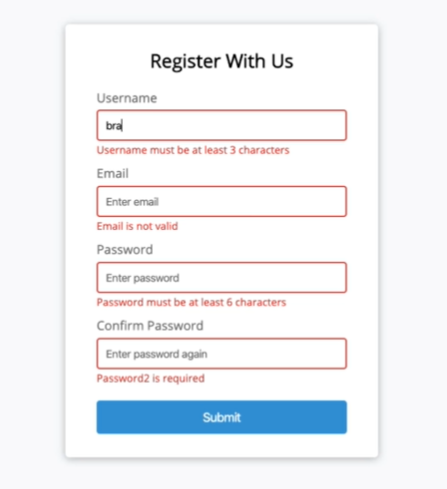 Register With Us
Username
bra
Username must be at least 3 characters
Email
Enter email
Email is not valid
Password
Enter password
Password must be at least 6 characters
Confirm Password
Enter password again
Password2 is required
Submit